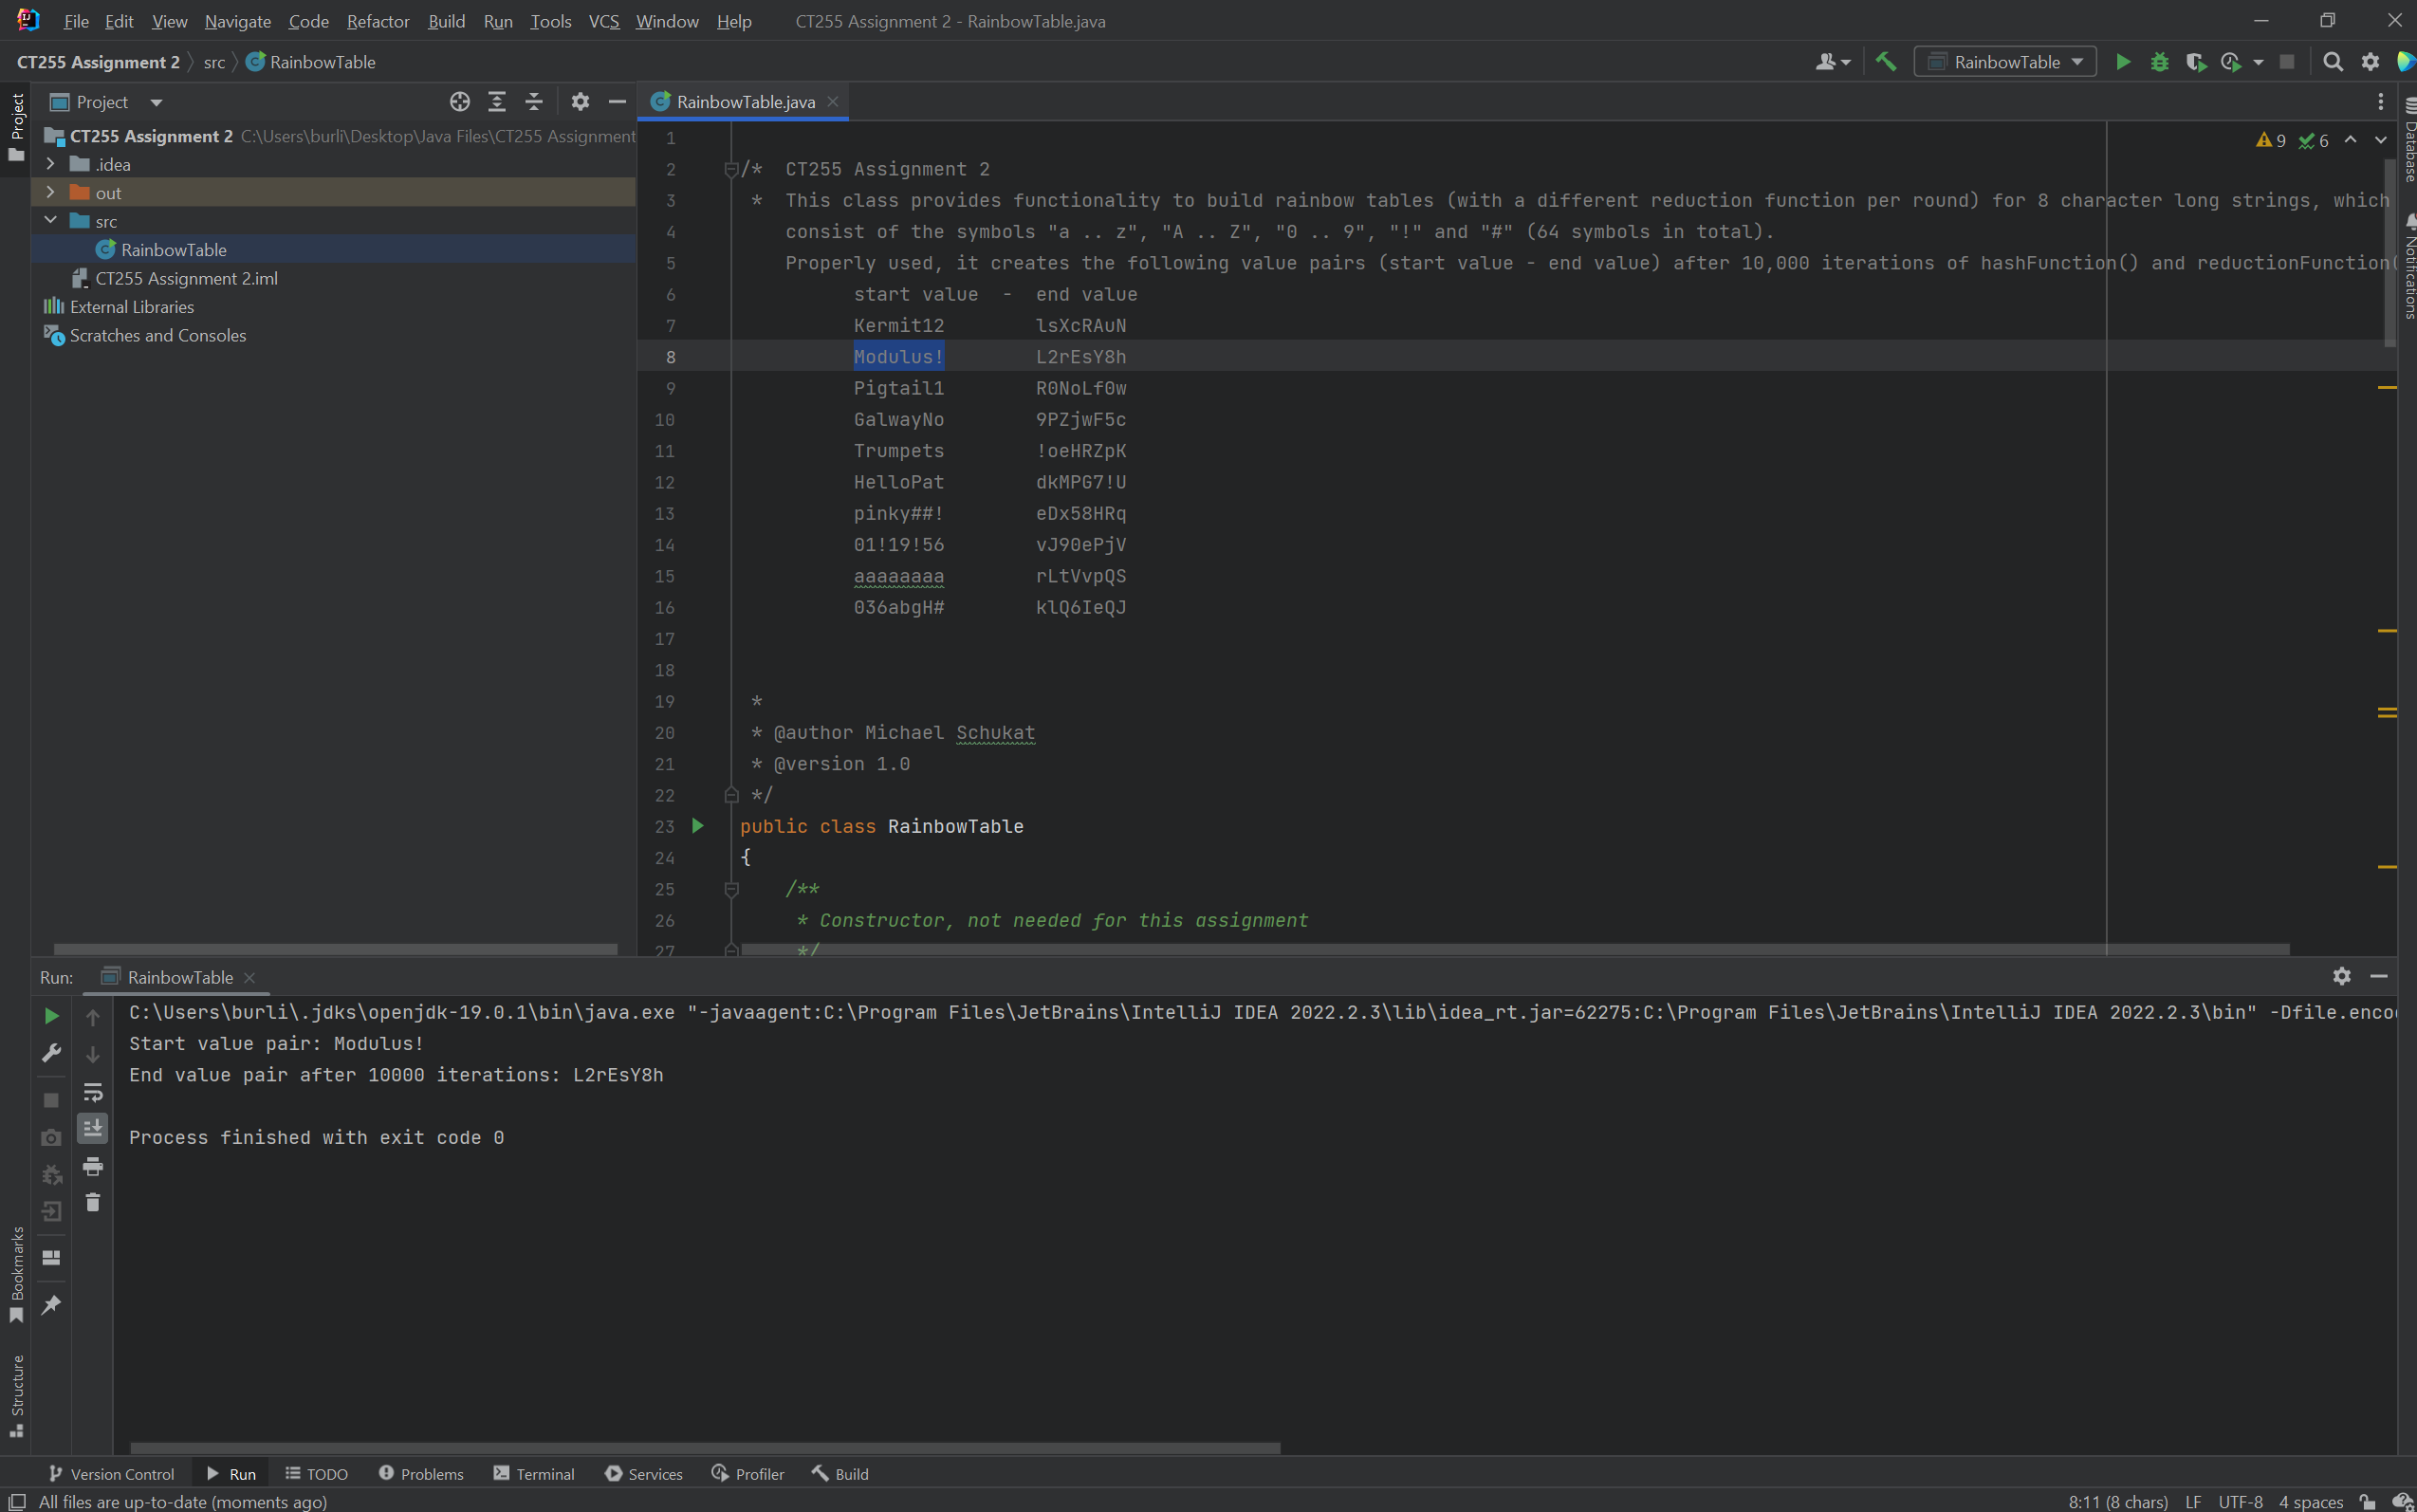 File Edit View Navigate Code Refactor Build Run Tools VCS Window Help CT255 Assignment 2 - RainbowTable.java
CT255 Assignment 2 src RainbowTable
RainbowTable
Project
Project
CT255 Assignment 2 C:\Users\burli\Desktop\Java Files\CT255 Assignment
.idea
out
src
RainbowTable
CT255 Assignment 2.iml
External Libraries
Scratches and Consoles
RainbowTable.java
9 6
1
2 /* CT255 Assignment 2
3 * This class provides functionality to build rainbow tables (with a different reduction function per round) for 8 character long strings, which
4 consist of the symbols "a .. z", "A .. Z", "0 .. 9", "!" and "#" (64 symbols in total).
5 Properly used, it creates the following value pairs (start value - end value) after 10,000 iterations of hashFunction() and reductionFunction(
6 start value - end value
7 Kermit12 lsXcRAuN
8 Modulus! L2rEsY8h
9 Pigtail1 R0NoLf0w
10 GalwayNo 9PZjwF5c
11 Trumpets !oeHRZpK
12 HelloPat dkMPG7!U
13 pinky##! eDx58HRq
14 01!19!56 vJ90ePjV
15 aaaaaaaa rLtVvpQS
16 036abgH# klQ6IeQJ
17
18
19 *
20 * @author Michael Schukat
21 * @version 1.0
22 */
23 public class RainbowTable
24 {
25 /**
26 * Constructor, not needed for this assignment
27 */
Database
Notifications
Run: RainbowTable
C:\Users\burli\.jdks\openjdk-19.0.1\bin\java.exe "-javaagent:C:\Program Files\JetBrains\IntelliJ IDEA 2022.2.3\lib\idea_rt.jar=62275:C:\Program Files\JetBrains\IntelliJ IDEA 2022.2.3\bin" -Dfile.enco
Start value pair: Modulus!
End value pair after 10000 iterations: L2rEsY8h
Process finished with exit code 0
Bookmarks
Structure
Version Control Run TODO Problems Terminal Services Profiler Build
All files are up-to-date (moments ago) 8:11 (8 chars) LF UTF-8 4 spaces